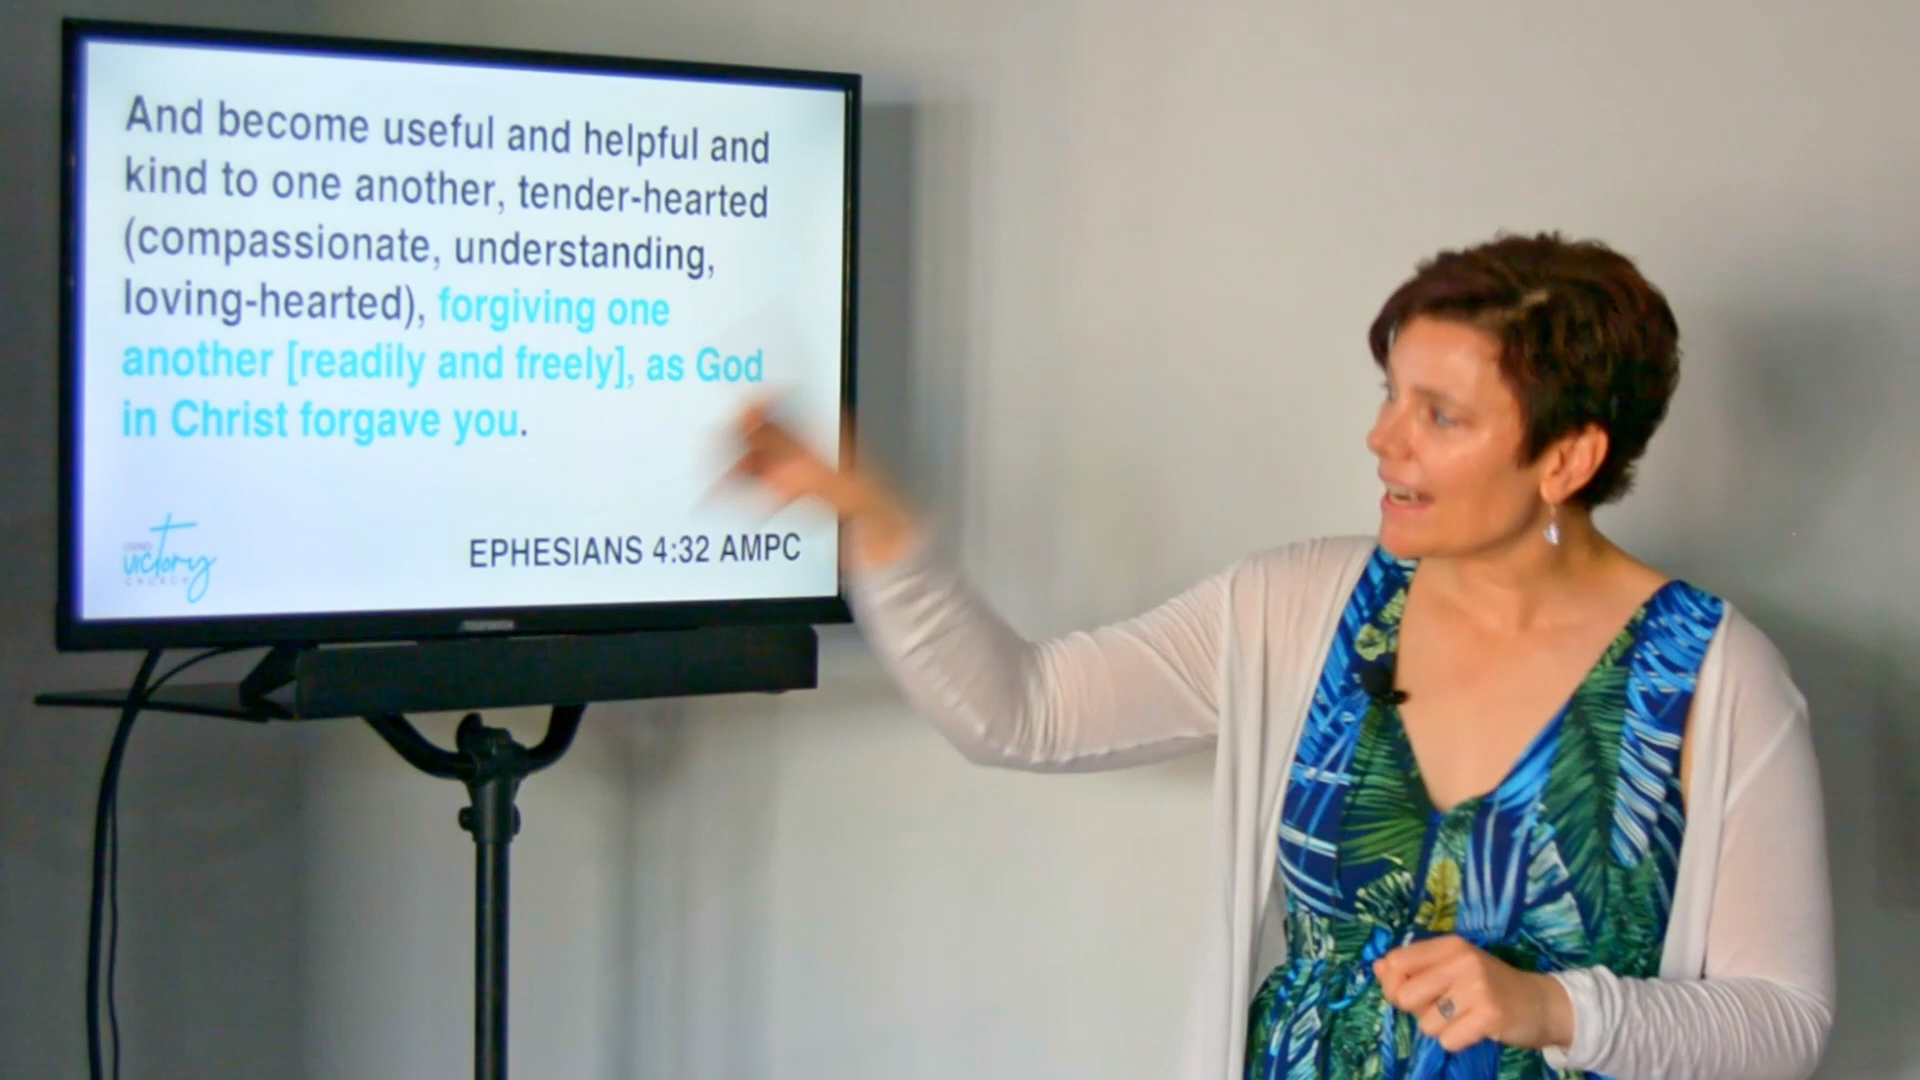 And become useful and helpful and
kind to one another, tender-hearted
(compassionate, understanding,
loving-hearted), forgiving one
another [readily and freely], as God
in Christ forgave you.
victory
CHURCH
EPHESIANS 4:32 AMPC